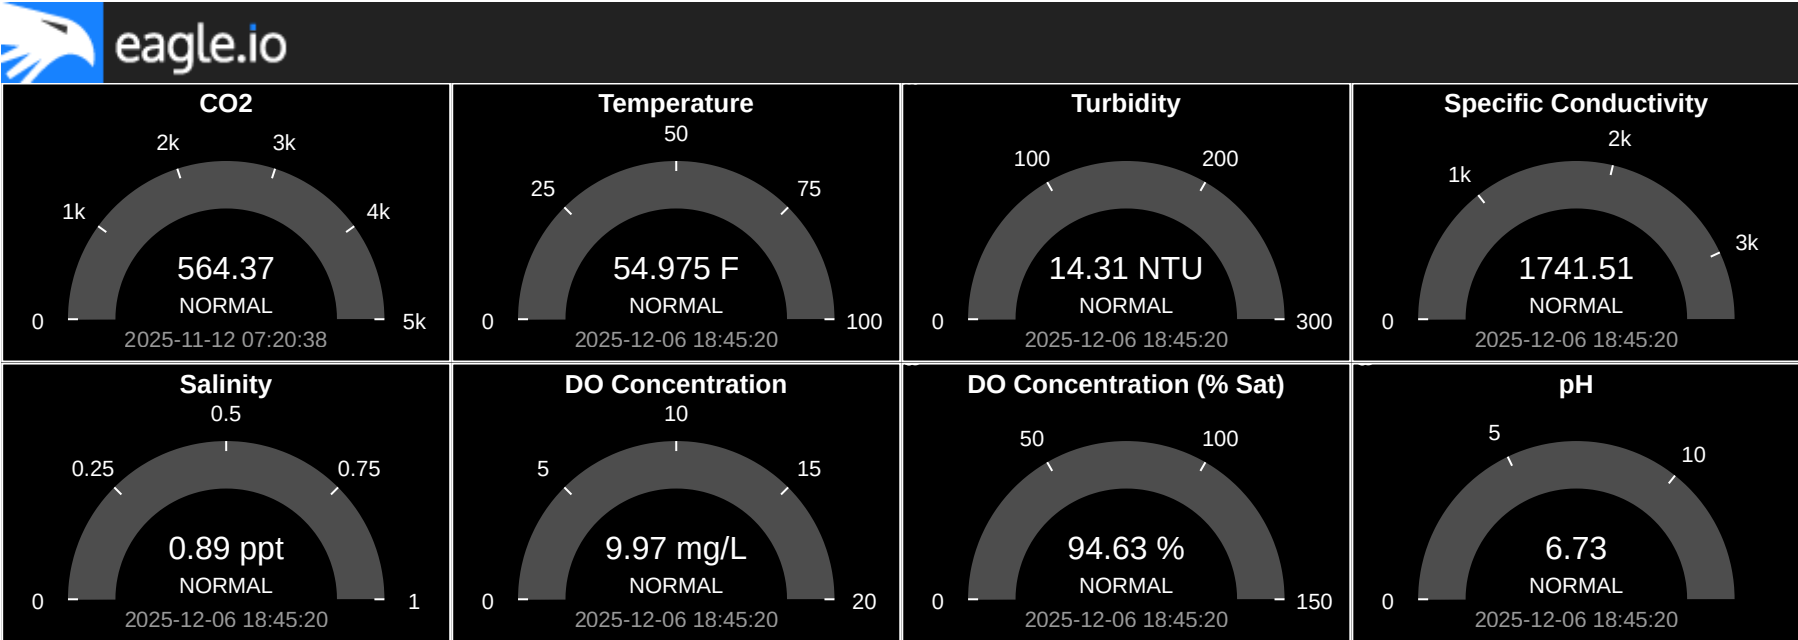 eagle.io
CO2
2k
3k
1k
4k
564.37
NORMAL
0
5k
2025-11-12 07:20:38
Temperature
50
25
75
54.975 F
NORMAL
0
100
2025-12-06 18:45:20
Turbidity
100
200
14.31 NTU
NORMAL
0
300
2025-12-06 18:45:20
Specific Conductivity
2k
1k
3k
1741.51
NORMAL
0
2025-12-06 18:45:20
Salinity
0.5
0.25
0.75
0.89 ppt
NORMAL
0
1
2025-12-06 18:45:20
DO Concentration
10
5
15
9.97 mg/L
NORMAL
0
20
2025-12-06 18:45:20
DO Concentration (% Sat)
50
100
94.63 %
NORMAL
0
150
2025-12-06 18:45:20
pH
5
10
6.73
NORMAL
0
2025-12-06 18:45:20